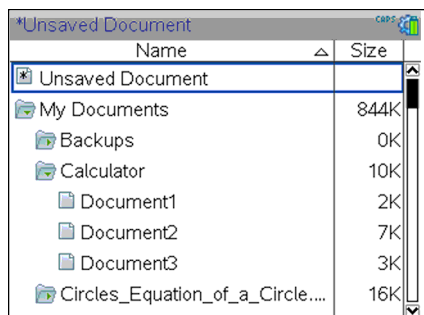 *Unsaved Document CAPS
Name Size
Unsaved Document
My Documents 844K
Backups 0K
Calculator 10K
Document1 2K
Document2 7K
Document3 3K
Circles_Equation_of_a_Circle.... 16K